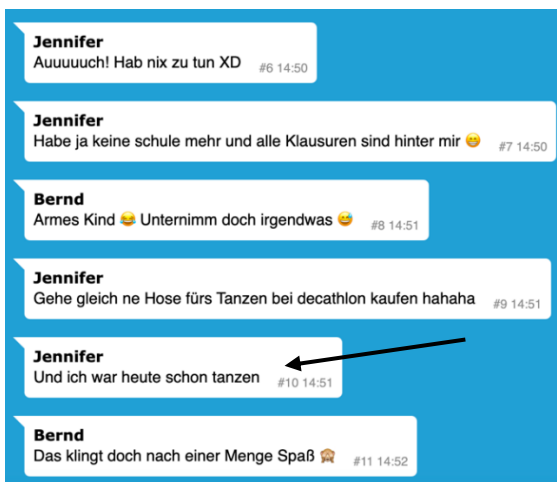 Jennifer
Auuuuuch! Hab nix zu tun XD #6 14:50
Jennifer
Habe ja keine schule mehr und alle Klausuren sind hinter mir 😁 #7 14:50
Bernd
Armes Kind 😂 Unternimm doch irgendwas 😅 #8 14:51
Jennifer
Gehe gleich ne Hose fürs Tanzen bei decathlon kaufen hahaha #9 14:51
Jennifer
Und ich war heute schon tanzen #10 14:51
Bernd
Das klingt doch nach einer Menge Spaß 🙈 #11 14:52